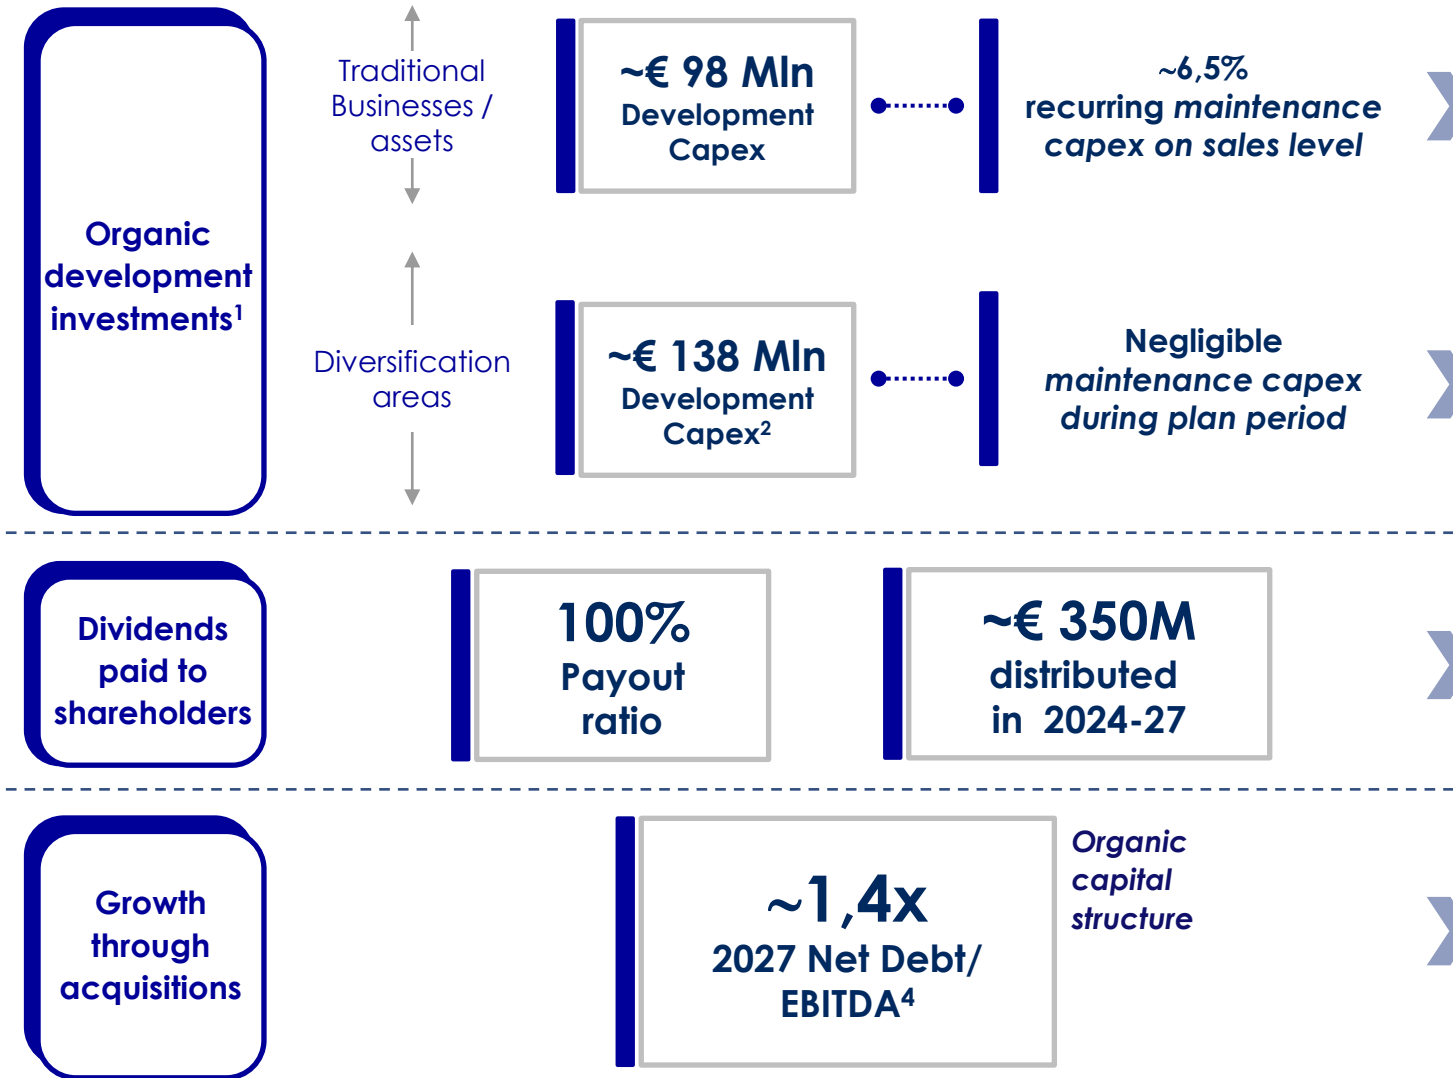 Organic
development
investments¹
Traditional
Businesses /
assets
~€ 98 Mln
Development
Capex
~6,5%
recurring maintenance
capex on sales level
Diversification
areas
~€ 138 Mln
Development
Capex²
Negligible
maintenance capex
during plan period
Dividends
paid to
shareholders
100%
Payout
ratio
~€ 350M
distributed
in 2024-27
Growth
through
acquisitions
~1,4x
2027 Net Debt/
EBITDA⁴
Organic
capital
structure